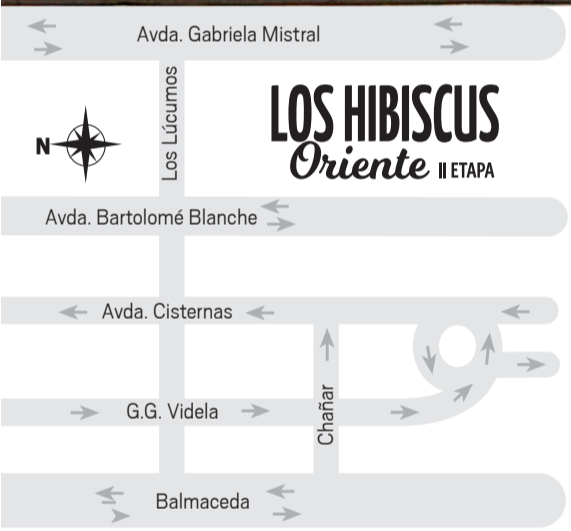 Avda. Gabriela Mistral
Los Lúcumos
LOS HIBISCUS
Oriente II ETAPA
N
Avda. Bartolomé Blanche
Avda. Cisternas
Chañar
G.G. Videla
Balmaceda